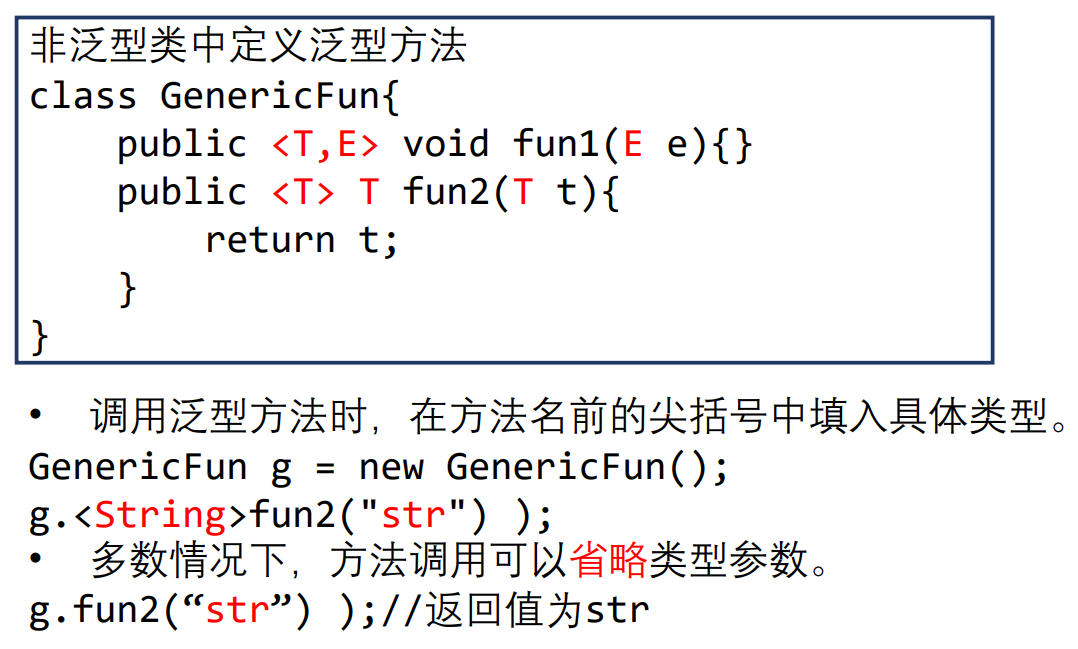 非泛型类中定义泛型方法
class GenericFun{
    public <T,E> void fun1(E e){}
    public <T> T fun2(T t){
        return t;
    }
}
• 调用泛型方法时，在方法名前的尖括号中填入具体类型。
GenericFun g = new GenericFun();
g.<String>fun2("str") );
• 多数情况下，方法调用可以省略类型参数。
g.fun2(“str”) );//返回值为str